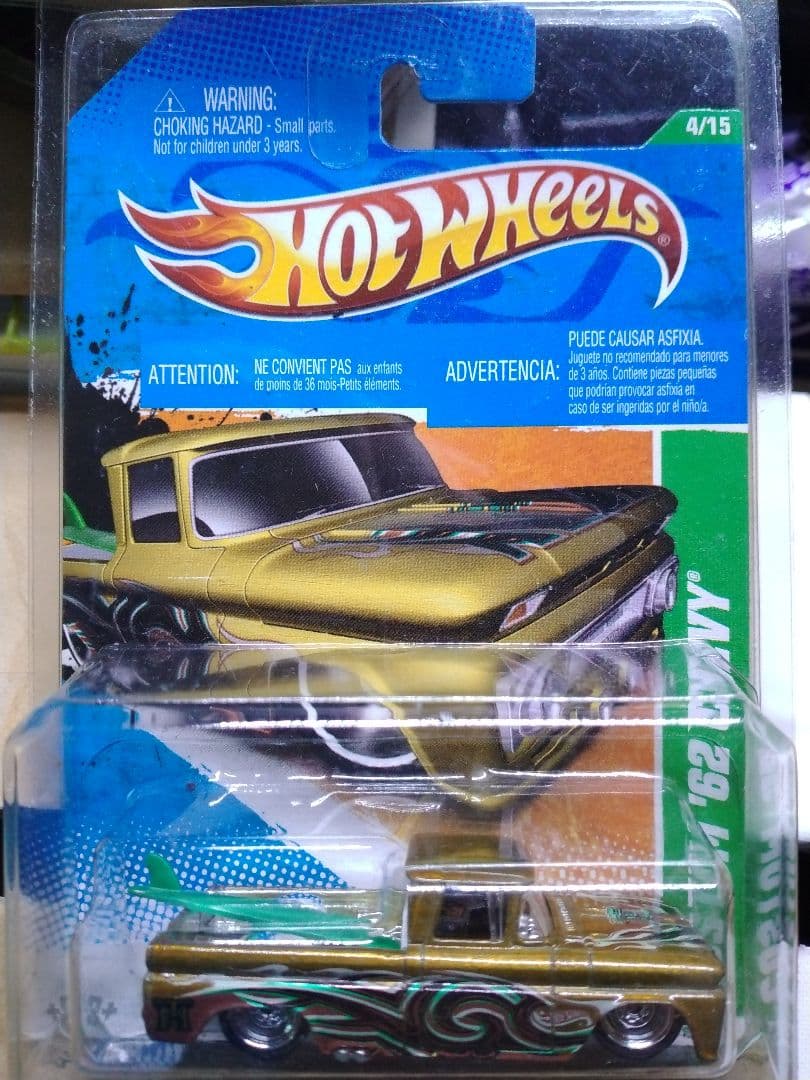 WARNING:
CHOKING HAZARD - Small parts.
Not for children under 3 years.
4/15
HOT WHEELS®
ATTENTION:
NE CONVIENT PAS aux enfants
de moins de 36 mois-Petits éléments.
ADVERTENCIA:
PUEDE CAUSAR ASFIXIA.
Juguete no recomendado para menores
de 3 años. Contiene piezas pequeñas
que podrían provocar asfixia en
caso de ser ingeridas por el niño/a.
'62 CHEVY®